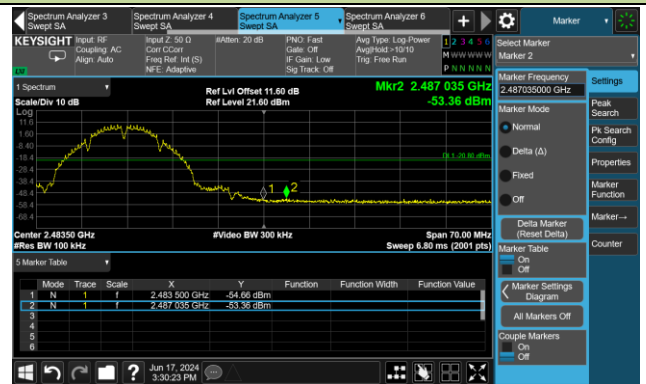 Spectrum Analyzer 3
Swept SA
Spectrum Analyzer 4
Swept SA
Spectrum Analyzer 5
Swept SA
Spectrum Analyzer 6
Swept SA
+
Marker
KEYSIGHT
Input: RF
Coupling: AC
Align: Auto
Input Z: 50 Ω
Corr CCorr
Freq Ref: Int (S)
NFE: Adaptive
#Atten: 20 dB
PNO: Fast
Gate: Off
IF Gain: Low
Sig Track: Off
Avg Type: Log-Power
Avg|Hold:>10/10
Trig: Free Run
1 2 3 4 5 6
M W W W W W
P N N N N N
LW
1 Spectrum
Scale/Div 10 dB
Log
Ref Lvl Offset 11.60 dB
Ref Level 21.60 dBm
Mkr2 2.487 035 GHz
-53.36 dBm
11.6
1.60
-8.40
-18.4
-28.4
-38.4
-48.4
-58.4
-68.4
DL1 -20.80 dBm
1
2
Center 2.48350 GHz
#Res BW 100 kHz
#Video BW 300 kHz
Span 70.00 MHz
Sweep 6.80 ms (2001 pts)
5 Marker Table
Mode Trace Scale X Y Function Function Width Function Value
1 N 1 f 2.483 500 GHz -54.66 dBm
2 N 1 f 2.487 035 GHz -53.36 dBm
3
4
5
6
Select Marker
Marker 2
Marker Frequency
2.487035000 GHz
Marker Mode
Normal
Delta (Δ)
Fixed
Off
Delta Marker
(Reset Delta)
Marker Table
On
Off
Marker Settings
Diagram
All Markers Off
Couple Markers
On
Off
Settings
Peak
Search
Pk Search
Config
Properties
Marker
Function
Marker→
Counter
?
Jun 17, 2024
3:30:23 PM